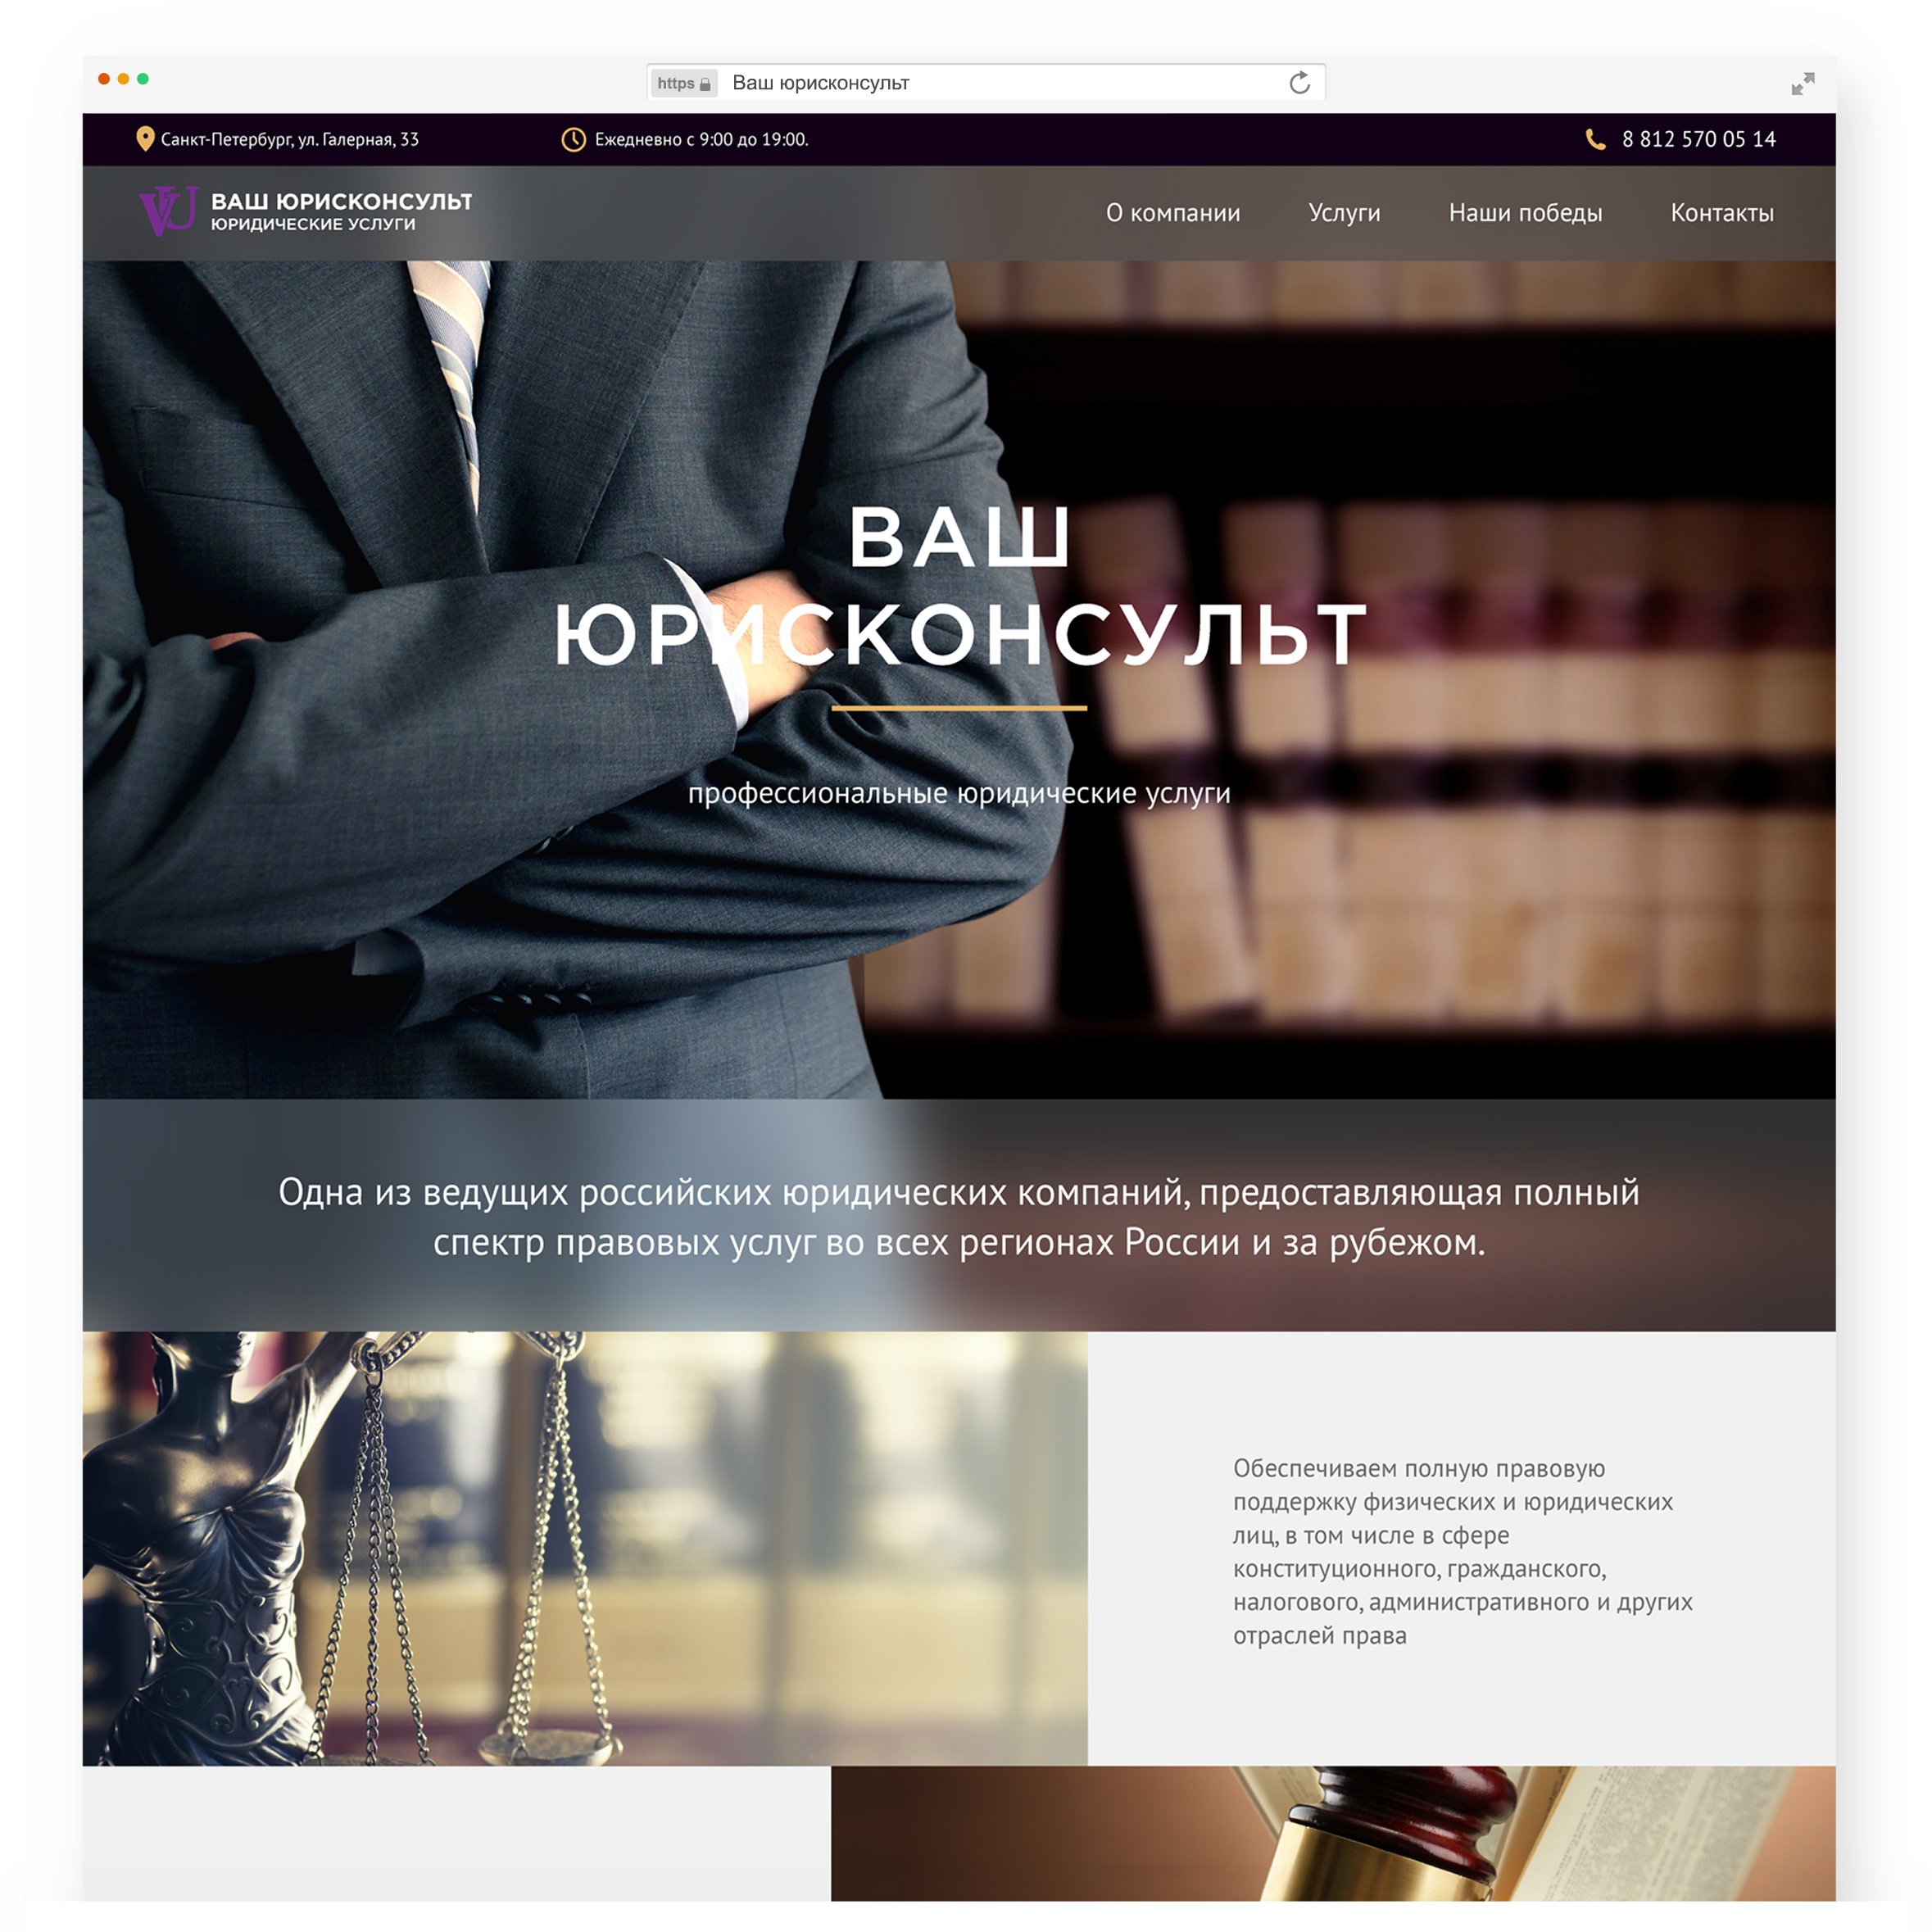 https Ваш юрисконсульт
Санкт-Петербург, ул. Галерная, 33
Ежедневно с 9:00 до 19:00.
8 812 570 05 14
VU
ВАШ ЮРИСКОНСУЛЬТ
ЮРИДИЧЕСКИЕ УСЛУГИ
О компании
Услуги
Наши победы
Контакты
ВАШ
ЮРИСКОНСУЛЬТ
профессиональные юридические услуги
Одна из ведущих российских юридических компаний, предоставляющая полный
спектр правовых услуг во всех регионах России и за рубежом.
Обеспечиваем полную правовую
поддержку физических и юридических
лиц, в том числе в сфере
конституционного, гражданского,
налогового, административного и других
отраслей права